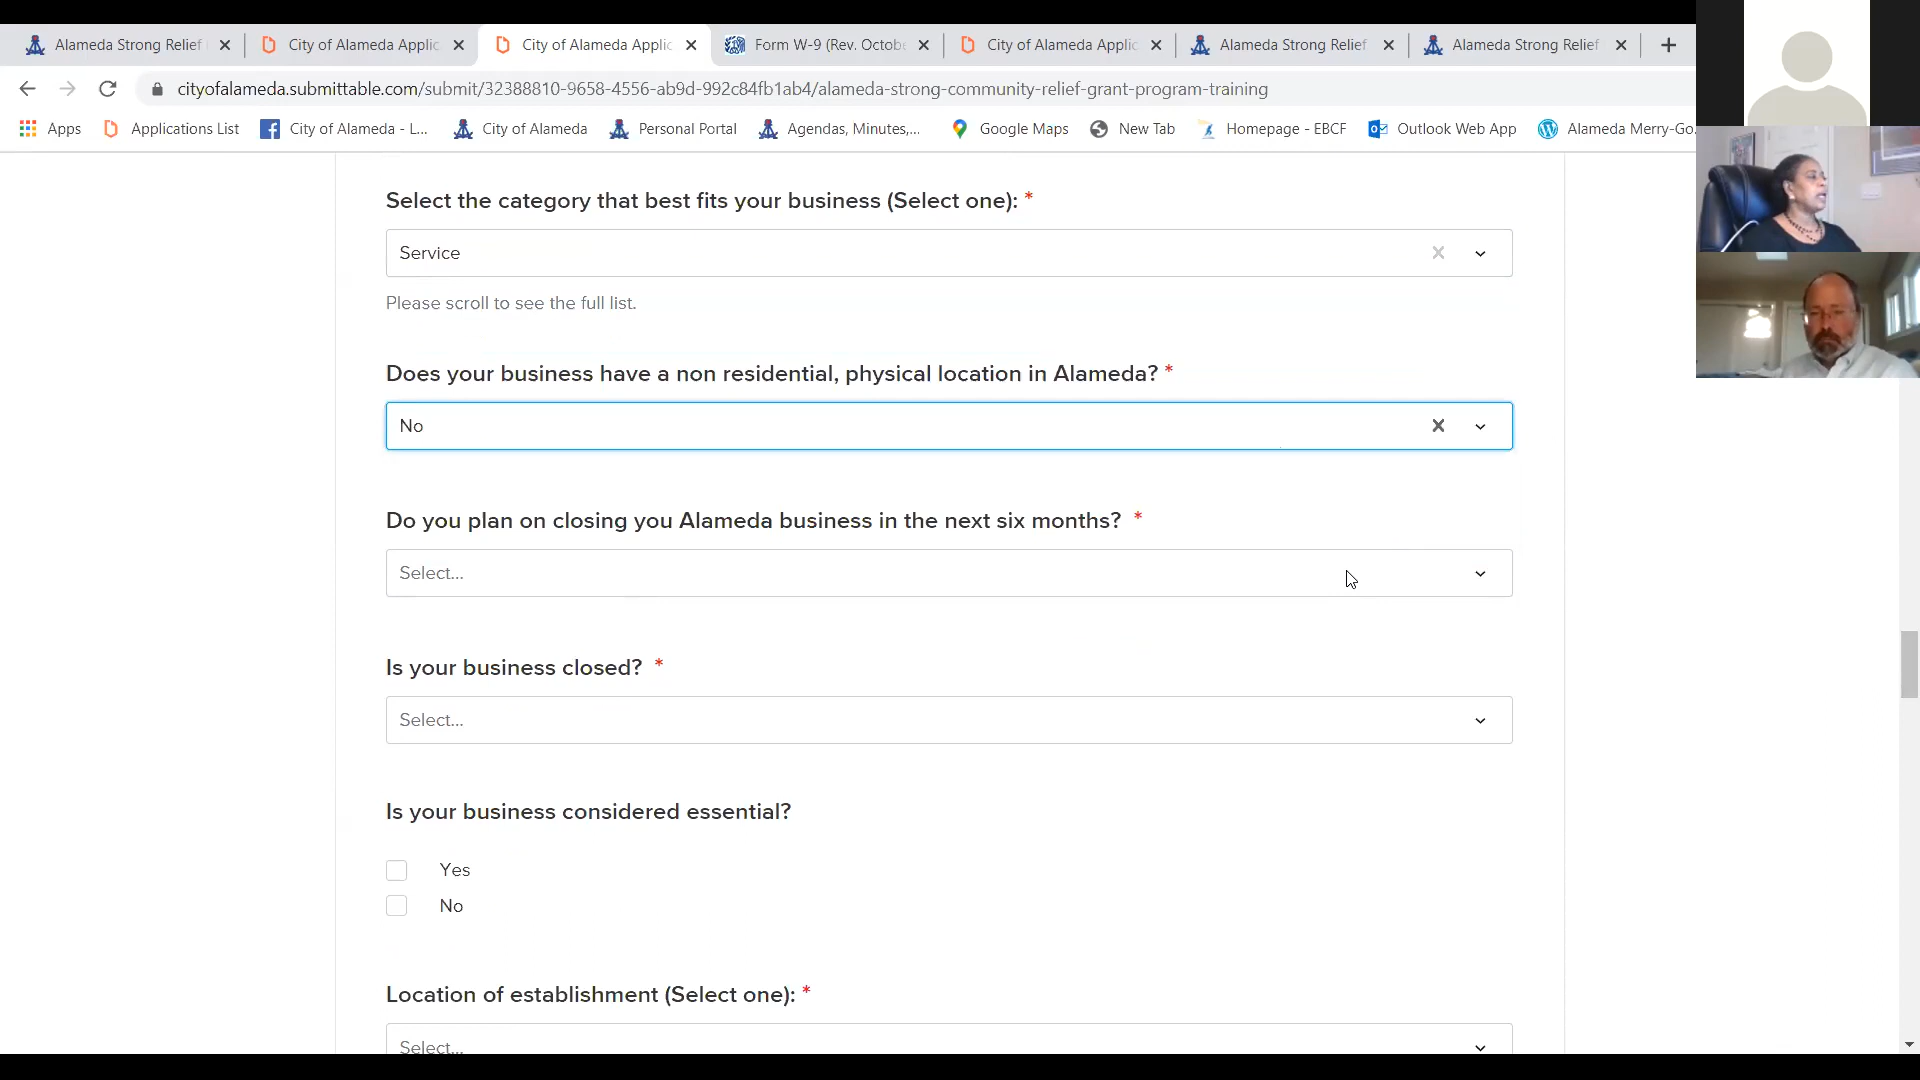 Alameda Strong Relief
City of Alameda Applic
City of Alameda Applic
Form W-9 (Rev. Octobe
City of Alameda Applic
Alameda Strong Relief
Alameda Strong Relief
cityofalameda.submittable.com/submit/32388810-9658-4556-ab9d-992c84fb1ab4/alameda-strong-community-relief-grant-program-training
Apps
Applications List
City of Alameda - L...
City of Alameda
Personal Portal
Agendas, Minutes,...
Google Maps
New Tab
Homepage - EBCF
Outlook Web App
Alameda Merry-Go.
Select the category that best fits your business (Select one): *
Service
Please scroll to see the full list.
Does your business have a non residential, physical location in Alameda? *
No
Do you plan on closing you Alameda business in the next six months? *
Select...
Is your business closed? *
Select...
Is your business considered essential?
Yes
No
Location of establishment (Select one): *
Select...